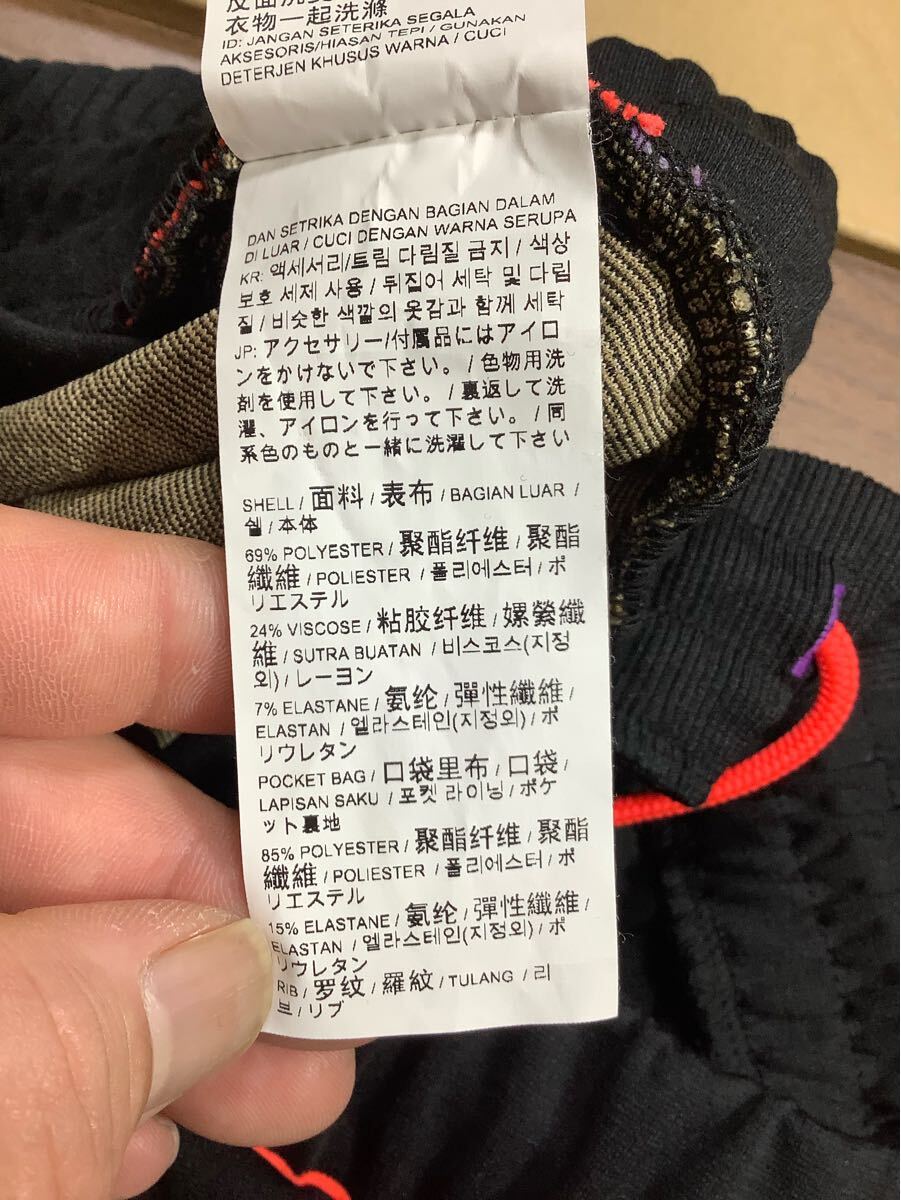 衣物一起洗滌
ID: JANGAN SETERIKA SEGALA
AKSESORIS/HIASAN TEPI / GUNAKAN
DETERJEN KHUSUS WARNA / CUCI
DAN SETRIKA DENGAN BAGIAN DALAM
DI LUAR / CUCI DENGAN WARNA SERUPA
KR: 액세서리/트림 다림질 금지 / 색상
보호 세제 사용 / 뒤집어 세탁 및 다림
질 / 비슷한 색깔의 옷감과 함께 세탁
JP: アクセサリー/付属品にはアイロ
ンをかけないで下さい。 / 色物用洗
剤を使用して下さい。 / 裏返して洗
濯、アイロンを行って下さい。 / 同
系色のものと一緒に洗濯して下さい
SHELL / 面料 / 表布 / BAGIAN LUAR /
쉘 / 本体
69% POLYESTER / 聚酯纤维 / 聚酯
纖維 / POLIESTER / 폴리에스터 / ポ
リエステル
24% VISCOSE / 粘胶纤维 / 嫘縈纖
維 / SUTRA BUATAN / 비스코스(지정
외) / レーヨン
7% ELASTANE / 氨纶 / 彈性纖維 /
ELASTAN / 엘라스테인(지정외) / ポ
リウレタン
POCKET BAG / 口袋里布 / 口袋 /
LAPISAN SAKU / 포켓 라이닝 / ポケ
ット裏地
85% POLYESTER / 聚酯纤维 / 聚酯
纖維 / POLIESTER / 폴리에스터 / ポ
リエステル
15% ELASTANE / 氨纶 / 彈性纖維 /
ELASTAN / 엘라스테인(지정외) / ポ
リウレタン
RIB / 罗纹 / 羅紋 / TULANG / 리
브 / リブ